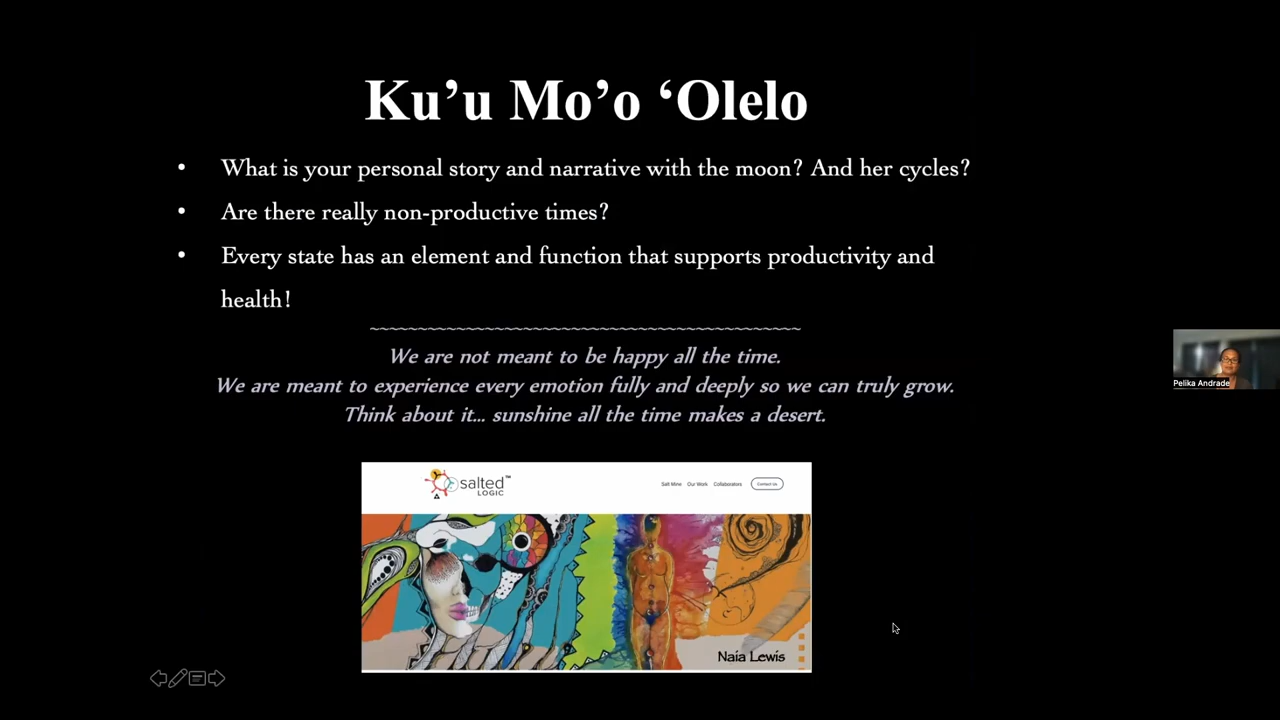 Ku’u Mo’o ‘Olelo
• What is your personal story and narrative with the moon? And her cycles?
• Are there really non-productive times?
• Every state has an element and function that supports productivity and
health!
~~~~~~~~~~~~~~~~~~~~~~~~~~~~~~~~~~~~~~~~~~~
We are not meant to be happy all the time.
We are meant to experience every emotion fully and deeply so we can truly grow.
Think about it... sunshine all the time makes a desert.
salted™
LOGIC
Salt Mine Our Work Collaborators Contact Us
Naia Lewis
Pelika Andrade